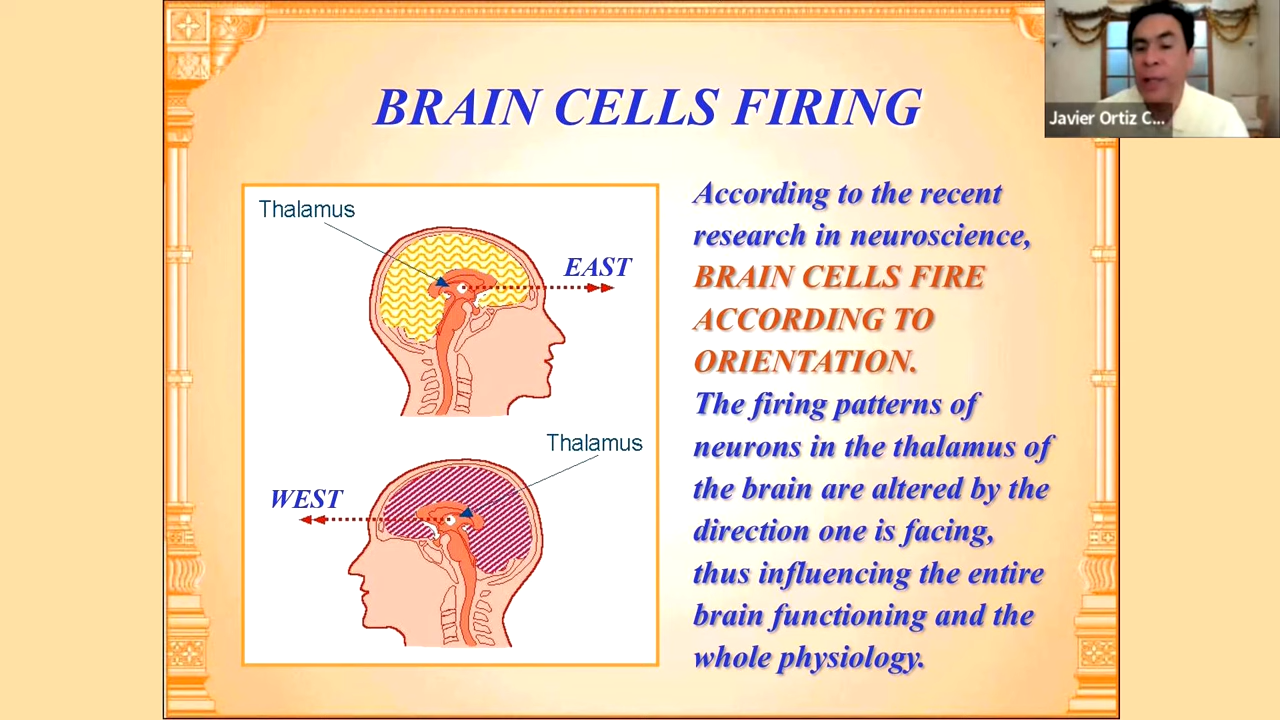 BRAIN CELLS FIRING
Javier Ortiz C...
Thalamus
EAST
Thalamus
WEST
According to the recent
research in neuroscience,
BRAIN CELLS FIRE
ACCORDING TO
ORIENTATION.
The firing patterns of
neurons in the thalamus of
the brain are altered by the
direction one is facing,
thus influencing the entire
brain functioning and the
whole physiology.